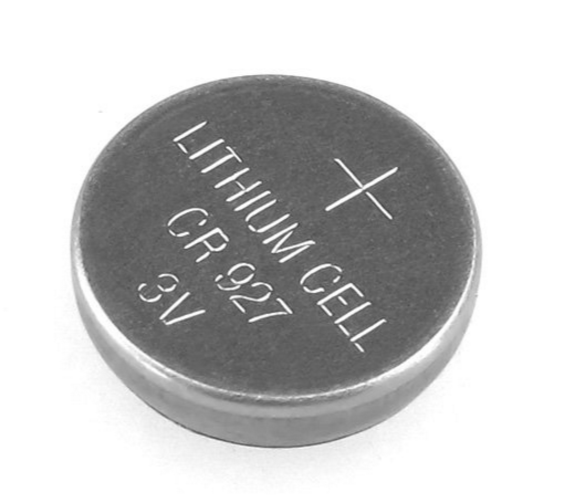 +
LITHIUM CELL
CR 927
3V